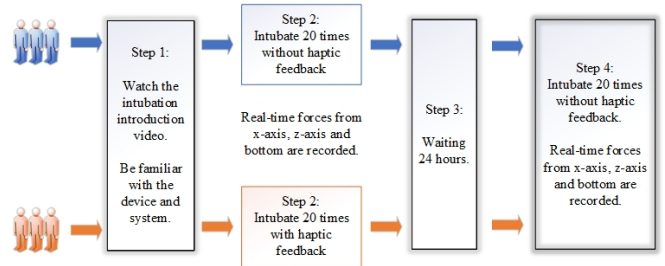 Step 1:
Watch the
intubation
introduction
video.
Be familiar
with the
device and
system.
Step 2:
Intubate 20 times
without haptic
feedback
Real-time forces from
x-axis, z-axis and
bottom are recorded.
Step 2:
Intubate 20 times
with haptic
feedback
Step 3:
Waiting
24 hours.
Step 4:
Intubate 20 times
without haptic
feedback.
Real-time forces
from x-axis, z-axis
and bottom are
recorded.